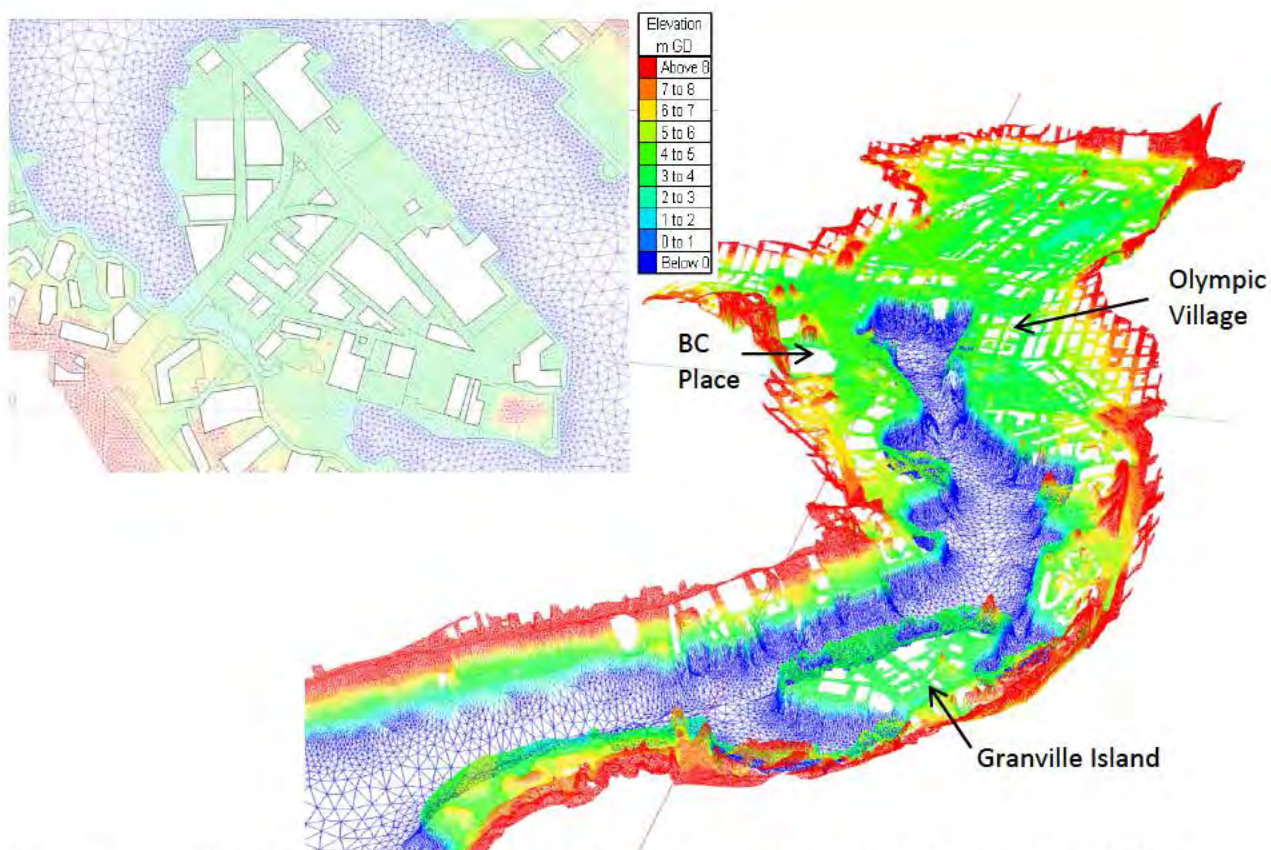 Elevation
m GD
Above 8
7 to 8
6 to 7
5 to 6
4 to 5
3 to 4
2 to 3
1 to 2
0 to 1
Below 0
Olympic
Village
BC
Place
Granville Island